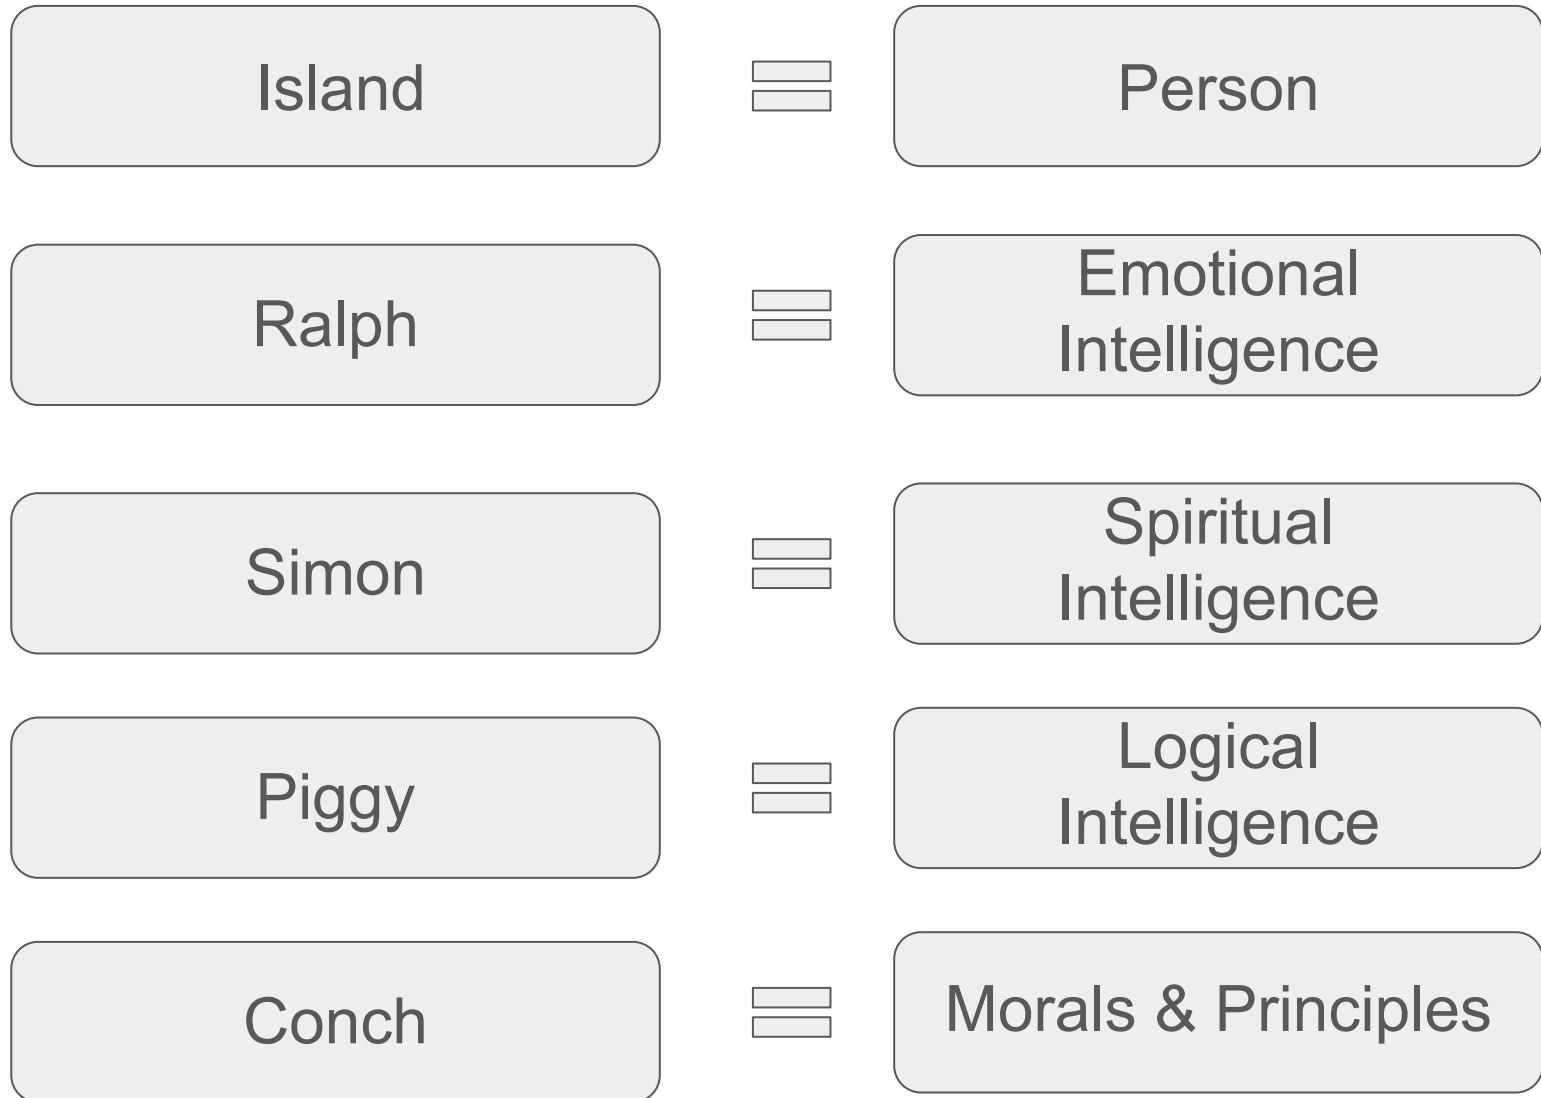 Island
Person
Ralph
Emotional
Intelligence
Simon
Spiritual
Intelligence
Piggy
Logical
Intelligence
Conch
Morals & Principles